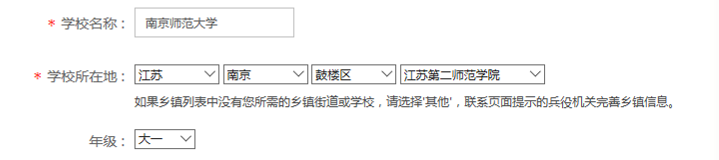 * 学校名称： 南京师范大学
* 学校所在地： 江苏 南京 鼓楼区 江苏第二师范学院
如果乡镇列表中没有您所需的乡镇街道或学校，请选择'其他'，联系页面提示的兵役机关完善乡镇信息。
年级： 大一